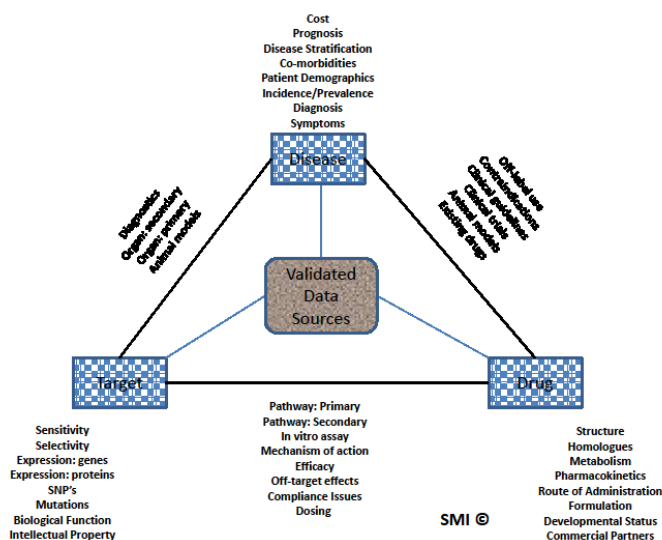 Cost
Prognosis
Disease Stratification
Co-morbidities
Patient Demographics
Incidence/Prevalence
Diagnosis
Symptoms
Disease
Diagnostics
Organ: secondary
Organ: primary
Animal models
Off-label use
Contraindications
Clinical guidelines
Clinical trials
Animal models
Existing drugs
Validated
Data
Sources
Target
Drug
Sensitivity
Selectivity
Expression: genes
Expression: proteins
SNP's
Mutations
Biological Function
Intellectual Property
Pathway: Primary
Pathway: Secondary
In vitro assay
Mechanism of action
Efficacy
Off-target effects
Compliance Issues
Dosing
SMI ©
Structure
Homologues
Metabolism
Pharmacokinetics
Route of Administration
Formulation
Developmental Status
Commercial Partners